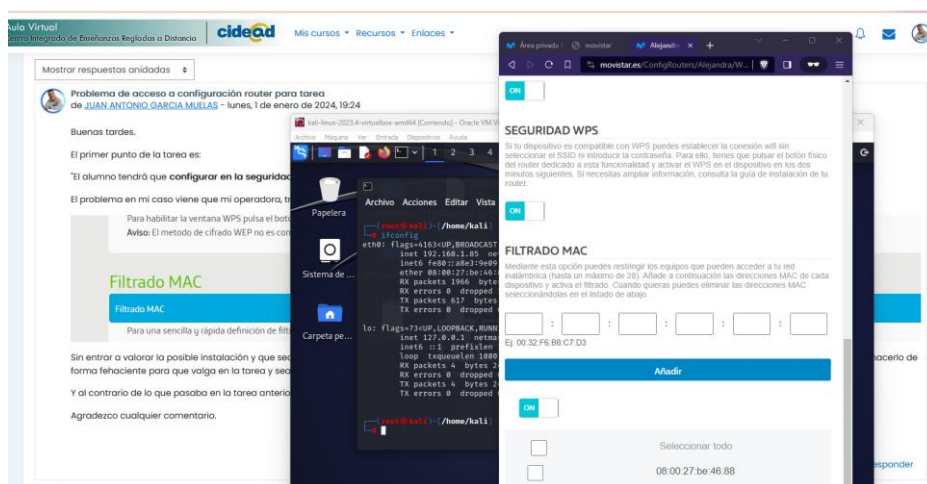 Aula Virtual
Centro Integrado de Enseñanzas Regladas a Distancia
cidead
Mis cursos
Recursos
Enlaces
Mostrar respuestas anidadas
Problema de acceso a configuración router para tarea
de JUAN ANTONIO GARCIA MUELAS - lunes, 1 de enero de 2024, 19:24
Buenas tardes.
El primer punto de la tarea es:
"El alumno tendrá que configurar en la seguridad
El problema en mi caso viene que mi operadora, t
Para habilitar la ventana WPS pulsa el bot
Aviso: El metodo de cifrado WEP no es con
Filtrado MAC
Filtrado MAC
Para una sencilla y rápida definición de filt
Sin entrar a valorar la posible instalación y que se
hacerlo de
forma fehaciente para que valga en la tarea y sea
Y al contrario de lo que pasaba en la tarea anterio
Agradezco cualquier comentario.
esponder
kali-linux-2023.4-virtualbox-amd64 [Corriendo] - Oracle VM V
Archivo Máquina Ver Entrada Dispositivos Ayuda
1 2 3 4
Papelera
Sistema de ...
Carpeta pe...
Archivo Acciones Editar Vista
(root㉿kali)-[/home/kali]
ifconfig
eth0: flags=4163<UP,BROADCAST
inet 192.168.1.85 ne
inet6 fe80::a8e3:9e09
ether 08:00:27:be:46:
RX packets 1966 byte
RX errors 0 dropped
TX packets 617 bytes
TX errors 0 dropped
lo: flags=73<UP,LOOPBACK,RUNN
inet 127.0.0.1 netma
inet6 ::1 prefixlen
loop txqueuelen 1000
RX packets 4 bytes 2
RX errors 0 dropped
TX packets 4 bytes 2
TX errors 0 dropped
(root㉿kali)-[/home/kali]
Área privada
movistar
Alejandr
movistar.es/ConfigRouters/Alejandra/W...
ON
SEGURIDAD WPS
Si tu dispositivo es compatible con WPS puedes establecer la conexión wifi sin
seleccionar el SSID ni introducir la contraseña. Para ello, tienes que pulsar el botón físico
del router dedicado a esta funcionalidad y activar el WPS en el dispositivo en los dos
minutos siguientes. Si necesitas ampliar información, consulta la guía de instalación de tu
router.
ON
FILTRADO MAC
Mediante esta opción puedes restringir los equipos que pueden acceder a tu red
inalámbrica (hasta un máximo de 28). Añade a continuación las direcciones MAC de cada
dispositivo y activa el filtrado. Cuando quieras puedes eliminar las direcciones MAC
seleccionándolas en el listado de abajo.
: : : : :
Ej: 00:32:F6:B8:C7:D3
Añadir
ON
Seleccionar todo
08:00:27:be:46:88